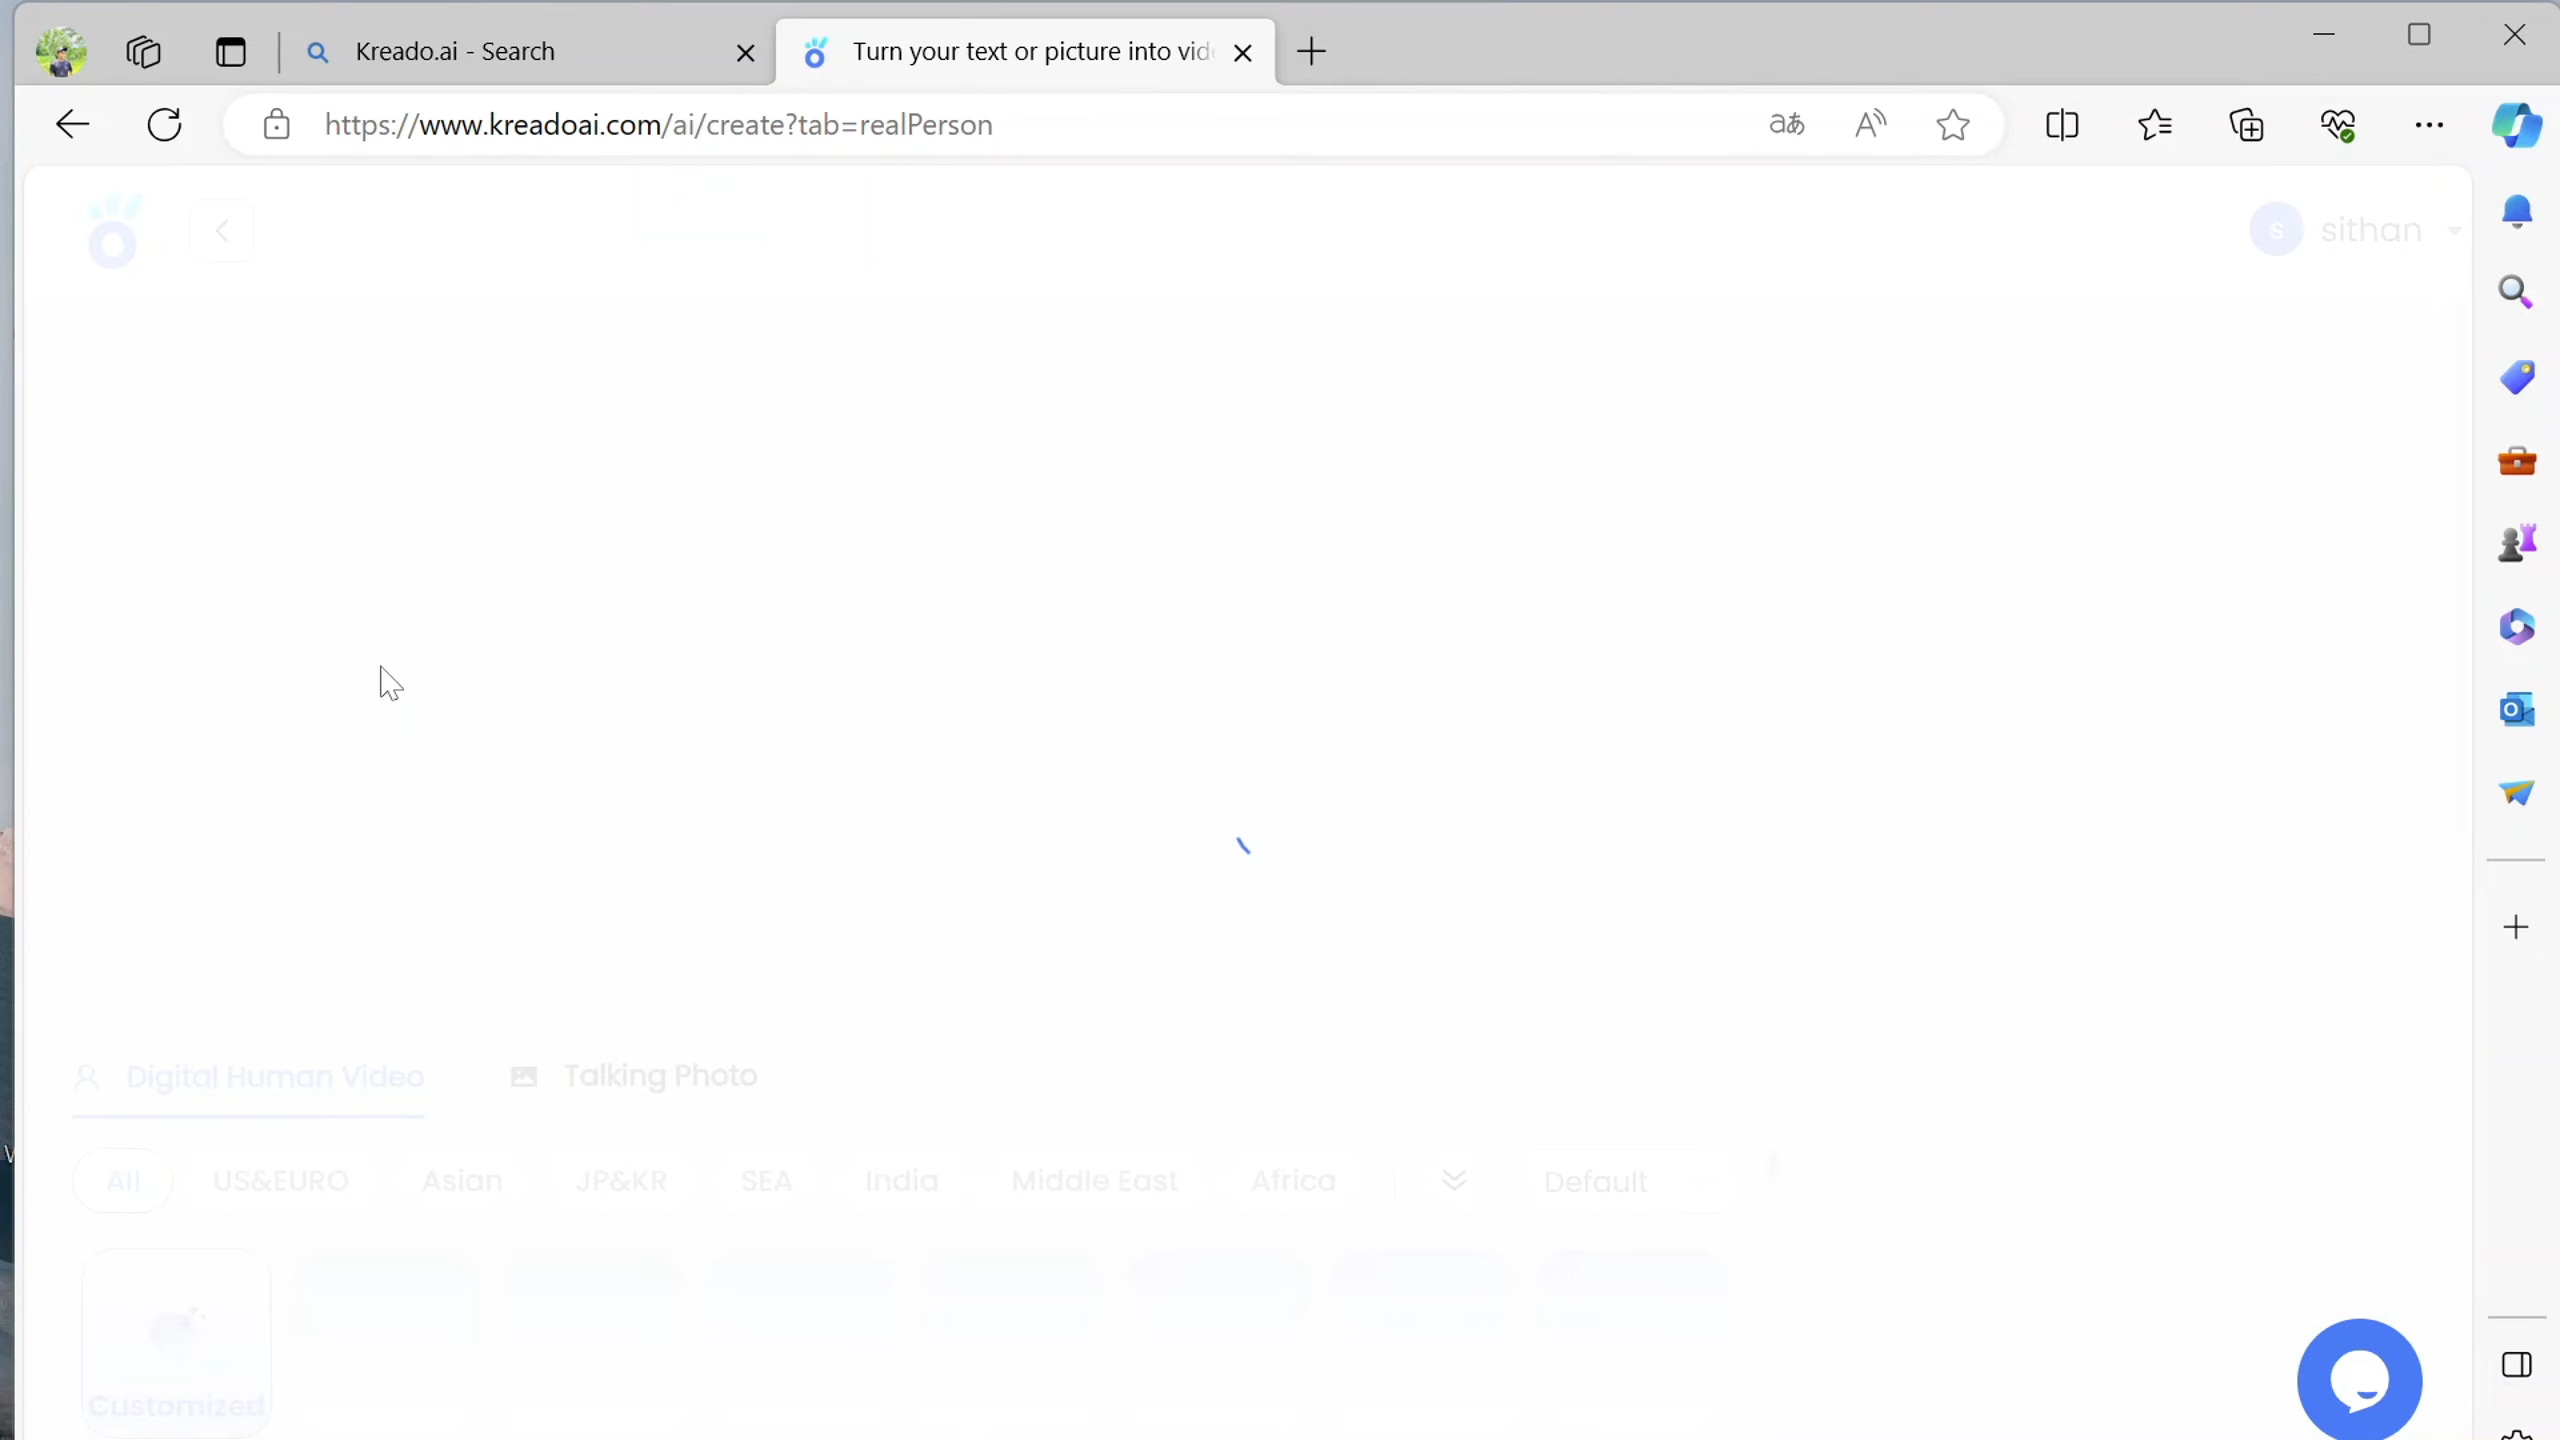 Kreado.ai - Search
Turn your text or picture into vid
https://www.kreadoai.com/ai/create?tab=realPerson
s sithan
Digital Human Video Talking Photo
All US&EURO Asian JP&KR SEA India Middle East Africa Default
Customized